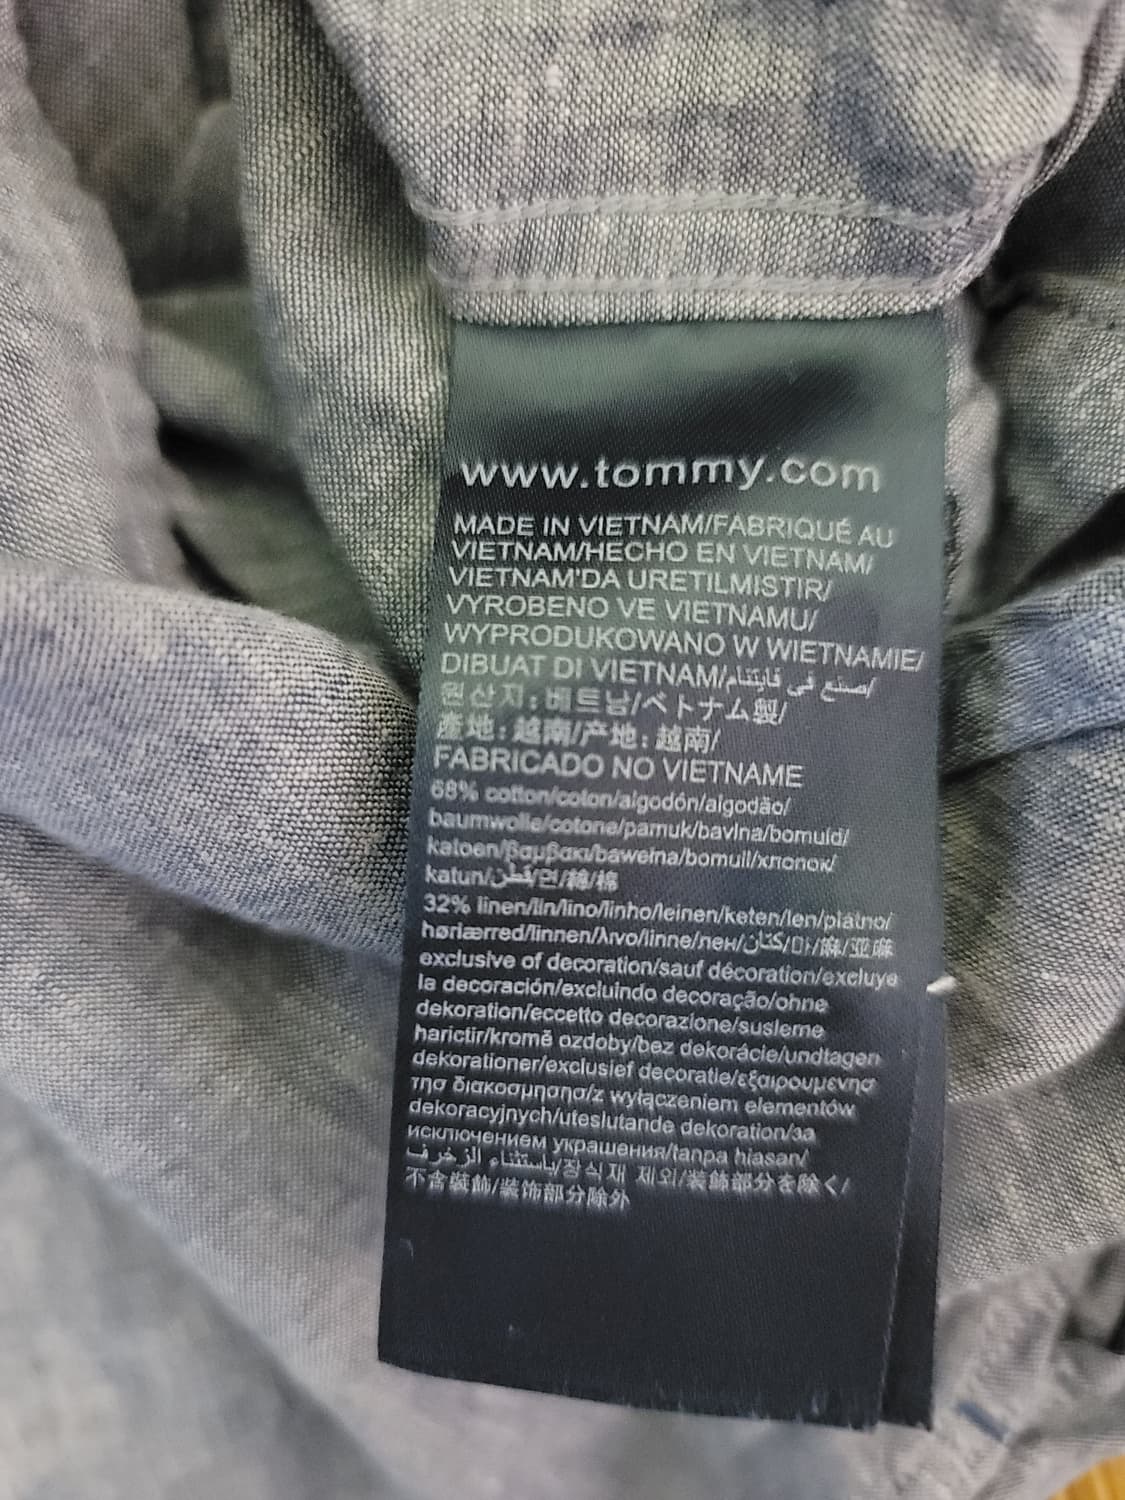 www.tommy.com
MADE IN VIETNAM/FABRIQUÉ AU
VIETNAM/HECHO EN VIETNAM/
VIETNAM'DA URETILMISTIR/
VYROBENO VE VIETNAMU/
WYPRODUKOWANO W WIETNAMIE/
DIBUAT DI VIETNAM/صنع في فايتنام/
원산지:베트남/ベトナム製/
產地:越南/产地:越南/
FABRICADO NO VIETNAME
68% cotton/coton/algodón/algodão/
baumwolle/cotone/pamuk/bavlna/bomuld/
katoen/βαμβακι/bawełna/bomull/хлопок/
katun/قطن/면/綿/棉
32% linen/lin/lino/linho/leinen/keten/len/plátno/
hørlærred/linnen/λινο/linne/лен/كتان/마/麻/亚麻
exclusive of decoration/sauf décoration/excluye
la decoración/excluindo decoração/ohne
dekoration/eccetto decorazione/susleme
harictir/kromě ozdoby/bez dekorácie/undtagen
dekorationer/exclusief decoratie/εξαιρουμενησ
τησ διακοσμησησ/z wyłączeniem elementów
dekoracyjnych/uteslutande dekoration/за
исключением украшения/tanpa hiasan/
باستثناء الزخرف/장식재 제외/装飾部分を除く/
不含裝飾/装饰部分除外